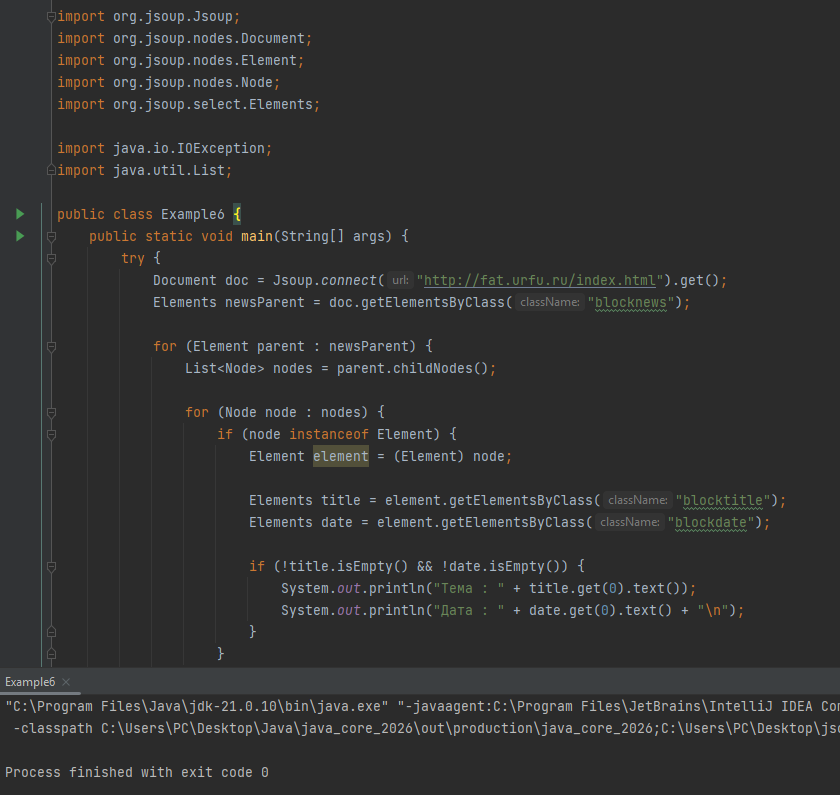 import org.jsoup.Jsoup;
import org.jsoup.nodes.Document;
import org.jsoup.nodes.Element;
import org.jsoup.nodes.Node;
import org.jsoup.select.Elements;

import java.io.IOException;
import java.util.List;

public class Example6 {
    public static void main(String[] args) {
        try {
            Document doc = Jsoup.connect( url: "http://fat.urfu.ru/index.html").get();
            Elements newsParent = doc.getElementsByClass( className: "blocknews");

            for (Element parent : newsParent) {
                List<Node> nodes = parent.childNodes();

                for (Node node : nodes) {
                    if (node instanceof Element) {
                        Element element = (Element) node;

                        Elements title = element.getElementsByClass( className: "blocktitle");
                        Elements date = element.getElementsByClass( className: "blockdate");

                        if (!title.isEmpty() && !date.isEmpty()) {
                            System.out.println("Тема : " + title.get(0).text());
                            System.out.println("Дата : " + date.get(0).text() + "\n");
                        }
                    }
Example6
"C:\Program Files\Java\jdk-21.0.10\bin\java.exe" "-javaagent:C:\Program Files\JetBrains\IntelliJ IDEA
-classpath C:\Users\PC\Desktop\Java\java_core_2026\out\production\java_core_2026;C:\Users\PC\Desktop\

Process finished with exit code 0